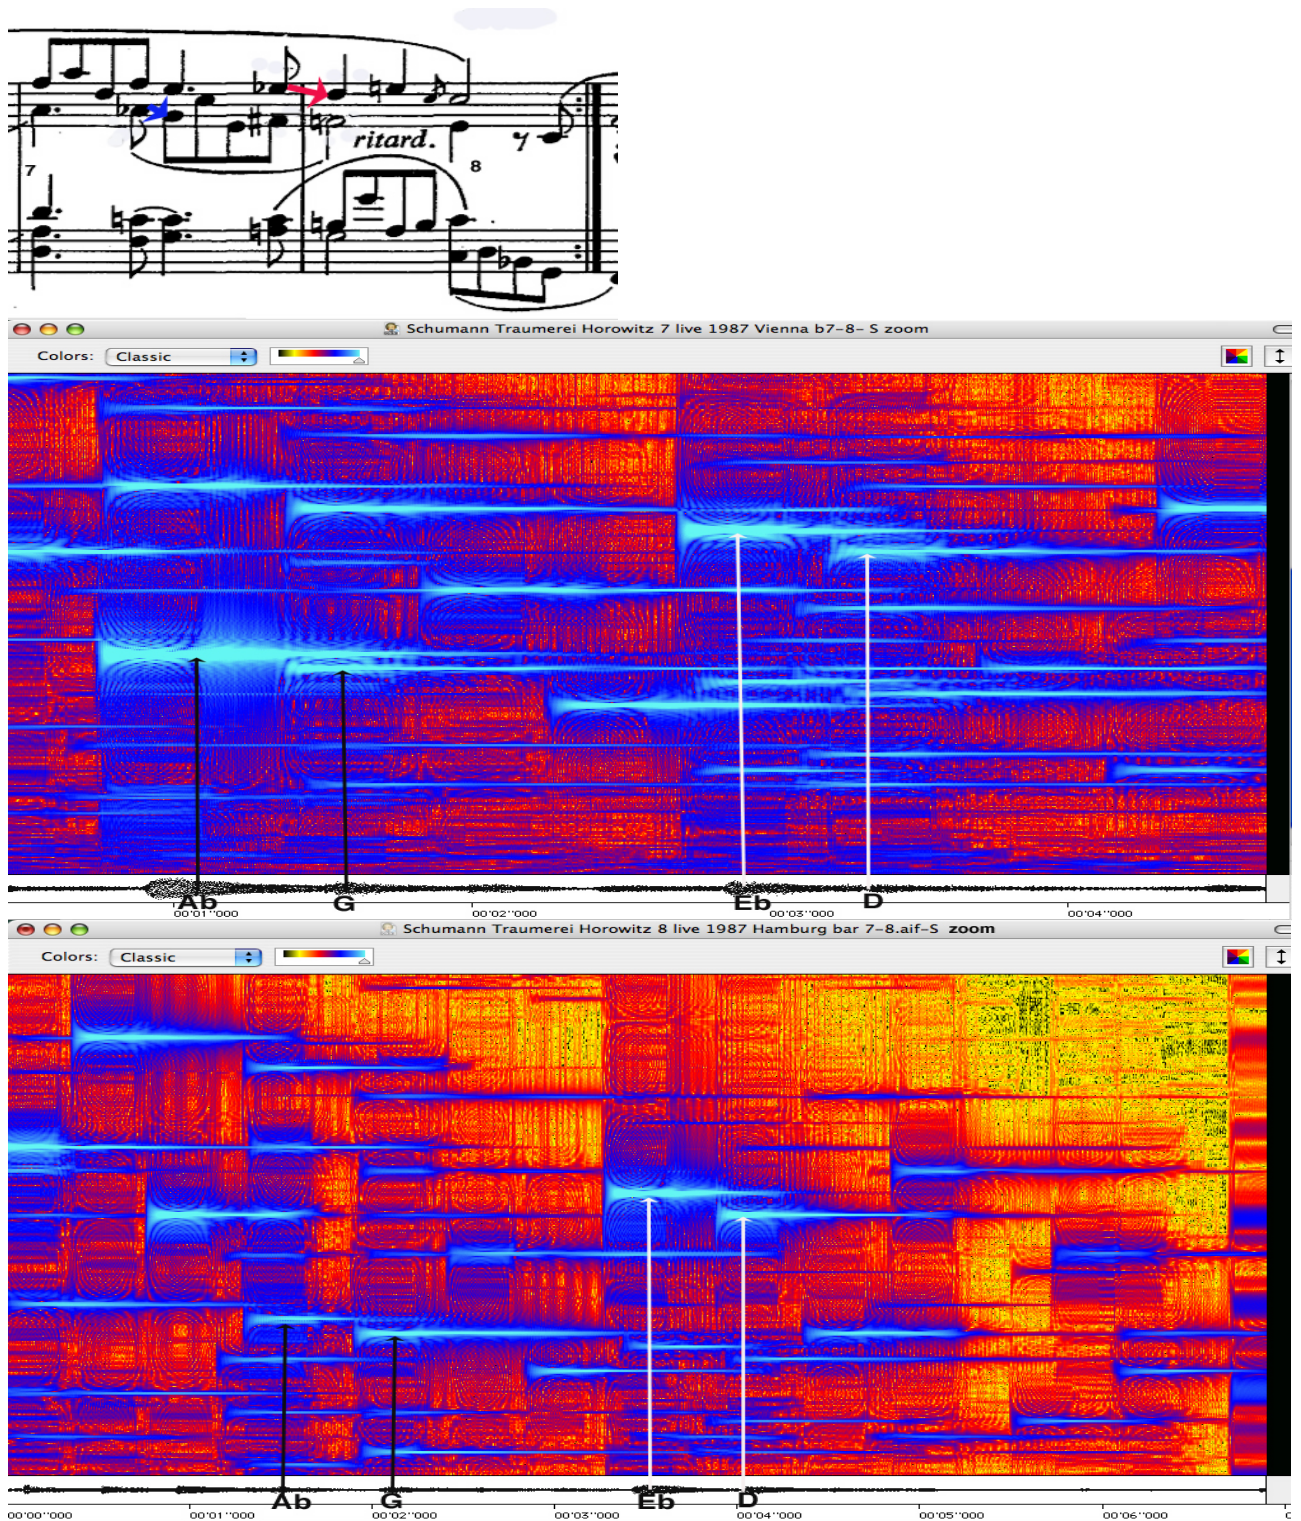 ritard.
7
8
Schumann Traumerei Horowitz 7 live 1987 Vienna b7-8- S zoom
Colors: Classic
Ab G Eb D
00'01''000 00'02''000 00'03''000 00'04''000
Schumann Traumerei Horowitz 8 live 1987 Hamburg bar 7-8.aif-S zoom
Colors: Classic
Ab G Eb D
00'00''000 00'01''000 00'02''000 00'03''000 00'04''000 00'05''000 00'06''000